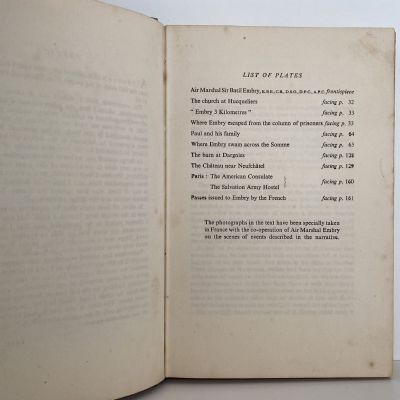 LIST OF PLATES
Air Marshal Sir Basil Embry, K.B.E., C.B., D.S.O., D.F.C., A.F.C. frontispiece
The church at Hucqueliers facing p. 32
"Embry 3 Kilometres" facing p. 33
Where Embry escaped from the column of prisoners facing p. 33
Paul and his family facing p. 64
Where Embry swam across the Somme facing p. 65
The barn at Dargnies facing p. 128
The Château near Neufchâtel facing p. 129
Paris : The American Consulate
facing p. 160
The Salvation Army Hostel
Passes issued to Embry by the French facing p. 161
The photographs in the text have been specially taken
in France with the co-operation of Air Marshal Embry
on the scenes of events described in the narrative.